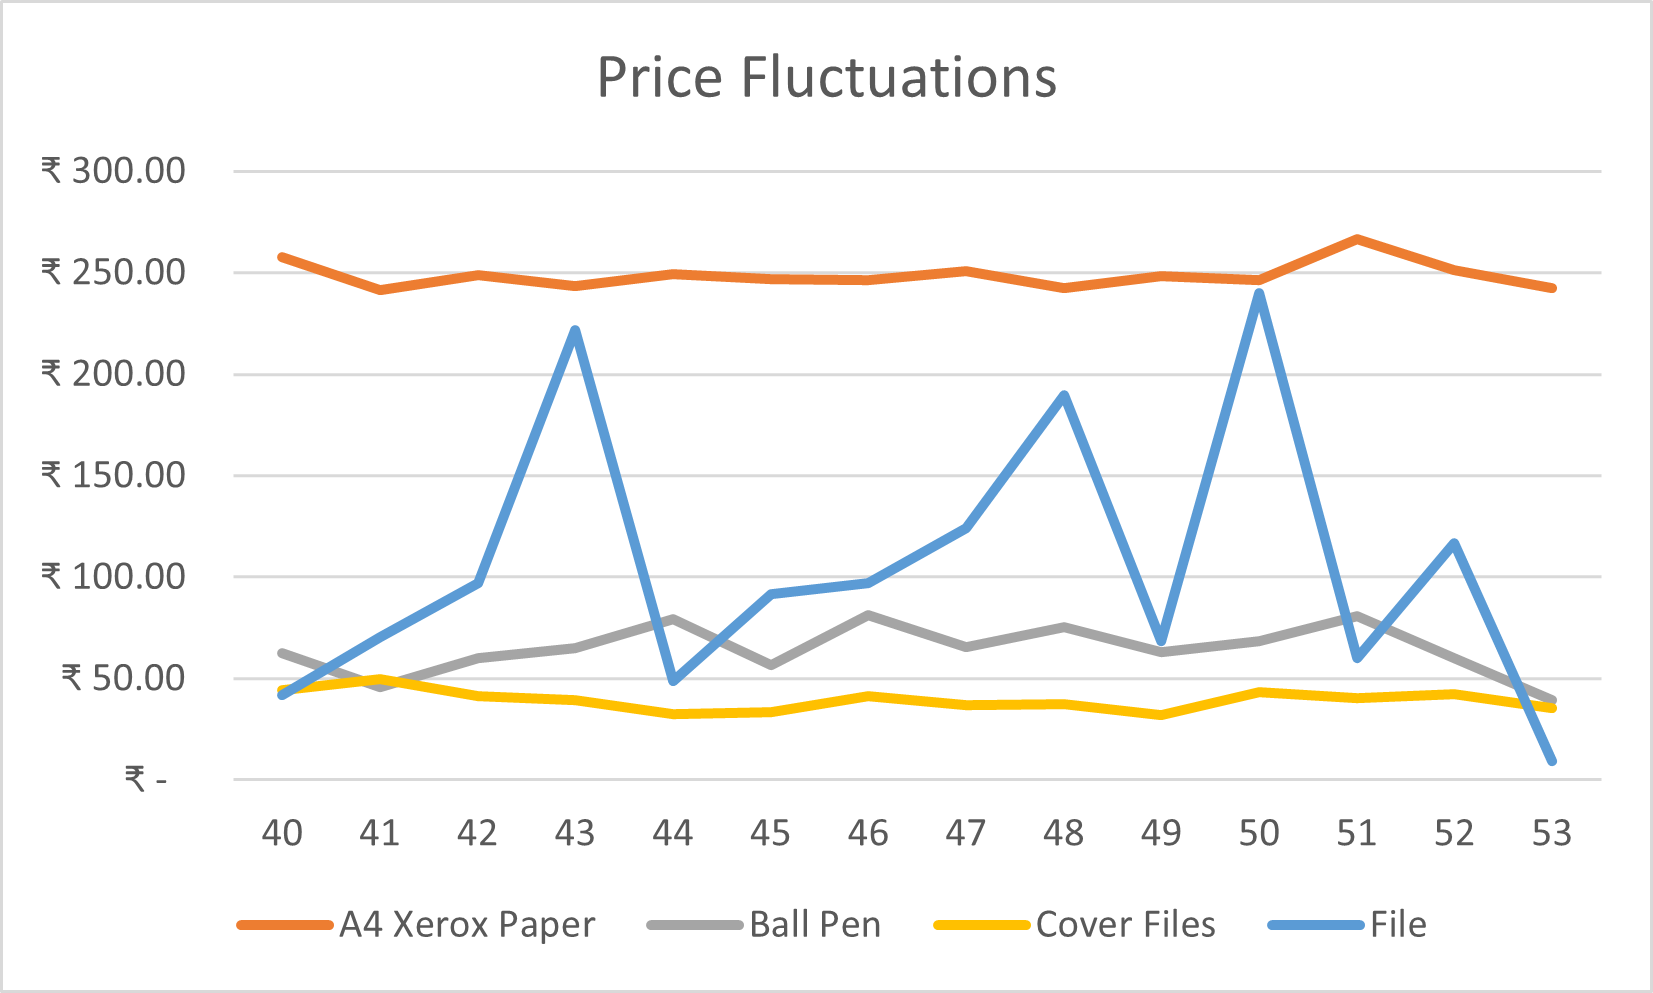 Price Fluctuations
₹ 300.00
₹ 250.00
₹ 200.00
₹ 150.00
₹ 100.00
₹ 50.00
₹ -
40 41 42 43 44 45 46 47 48 49 50 51 52 53
A4 Xerox Paper Ball Pen Cover Files File